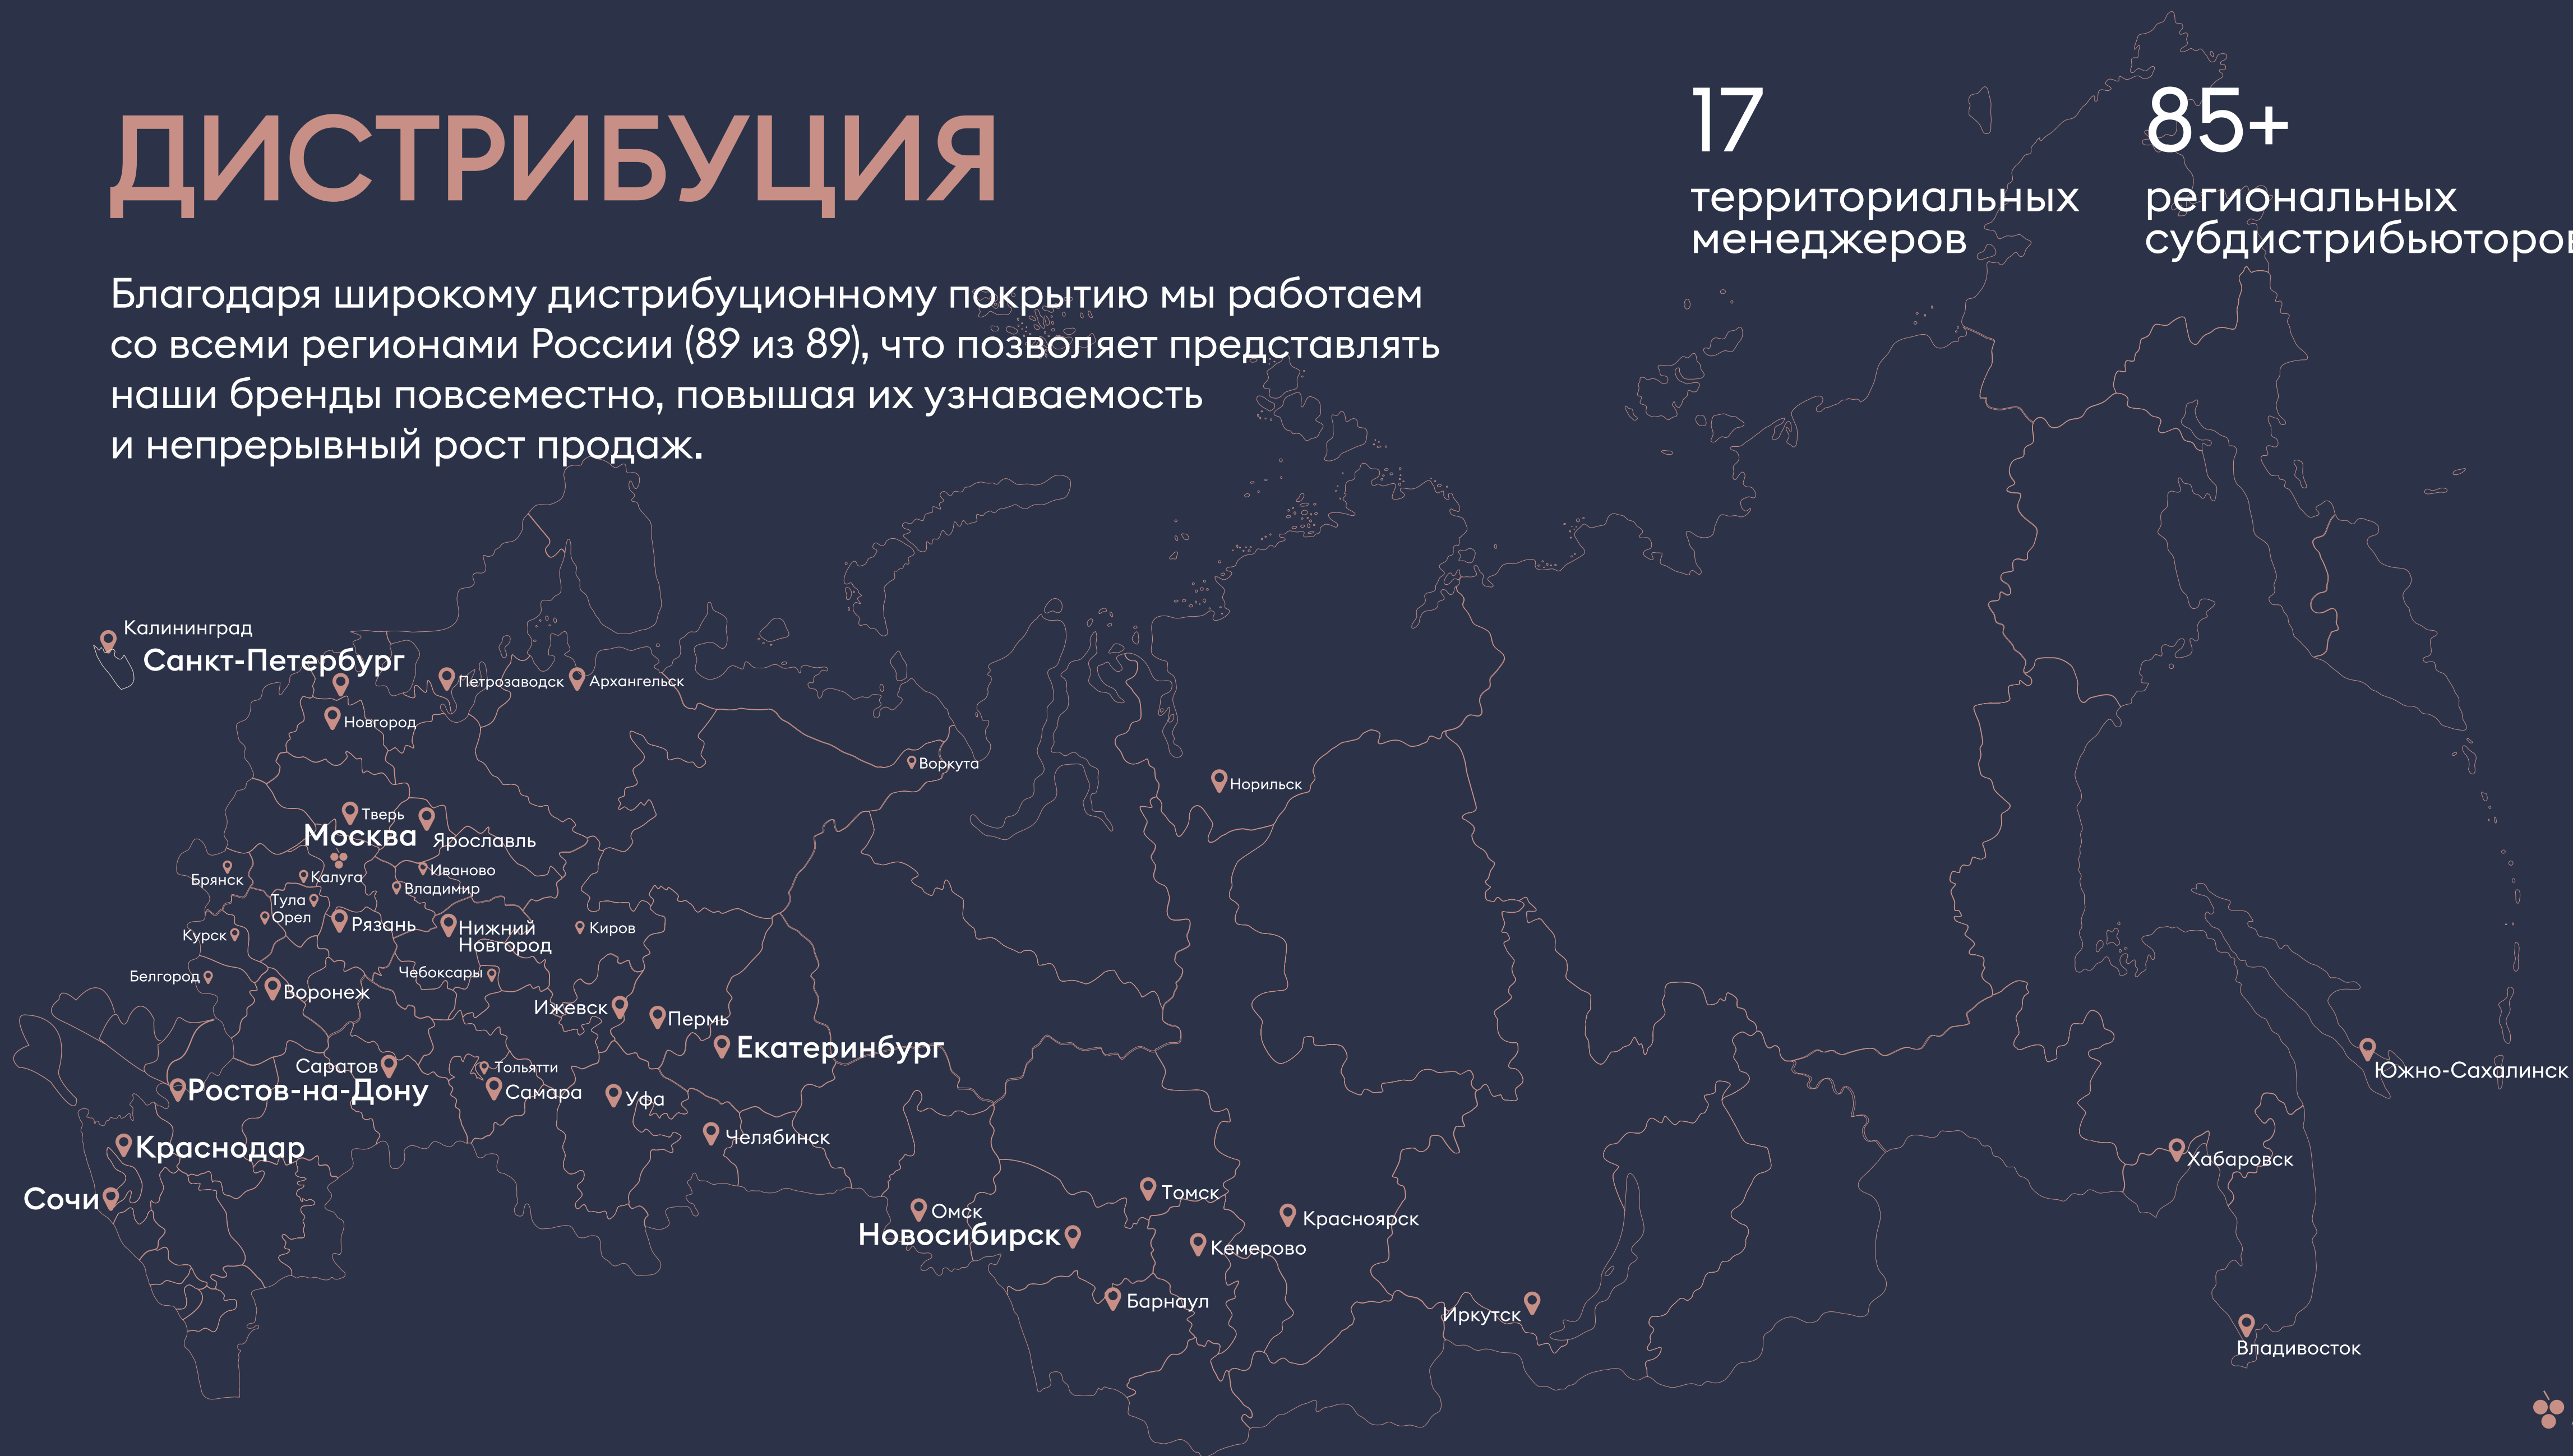 ДИСТРИБУЦИЯ
Благодаря широкому дистрибуционному покрытию мы работаем
со всеми регионами России (89 из 89), что позволяет представлять
наши бренды повсеместно, повышая их узнаваемость
и непрерывный рост продаж.
17
территориальных
менеджеров
85+
региональных
субдистрибьюторов
Калининград
Санкт-Петербург
Петрозаводск
Архангельск
Новгород
Воркута
Норильск
Тверь
Москва
Ярославль
Брянск
Калуга
Иваново
Владимир
Тула
Орел
Рязань
Нижний
Новгород
Киров
Курск
Белгород
Чебоксары
Воронеж
Ижевск
Пермь
Екатеринбург
Саратов
Тольятти
Ростов-на-Дону
Самара
Уфа
Челябинск
Краснодар
Сочи
Омск
Новосибирск
Томск
Красноярск
Кемерово
Барнаул
Иркутск
Южно-Сахалинск
Хабаровск
Владивосток